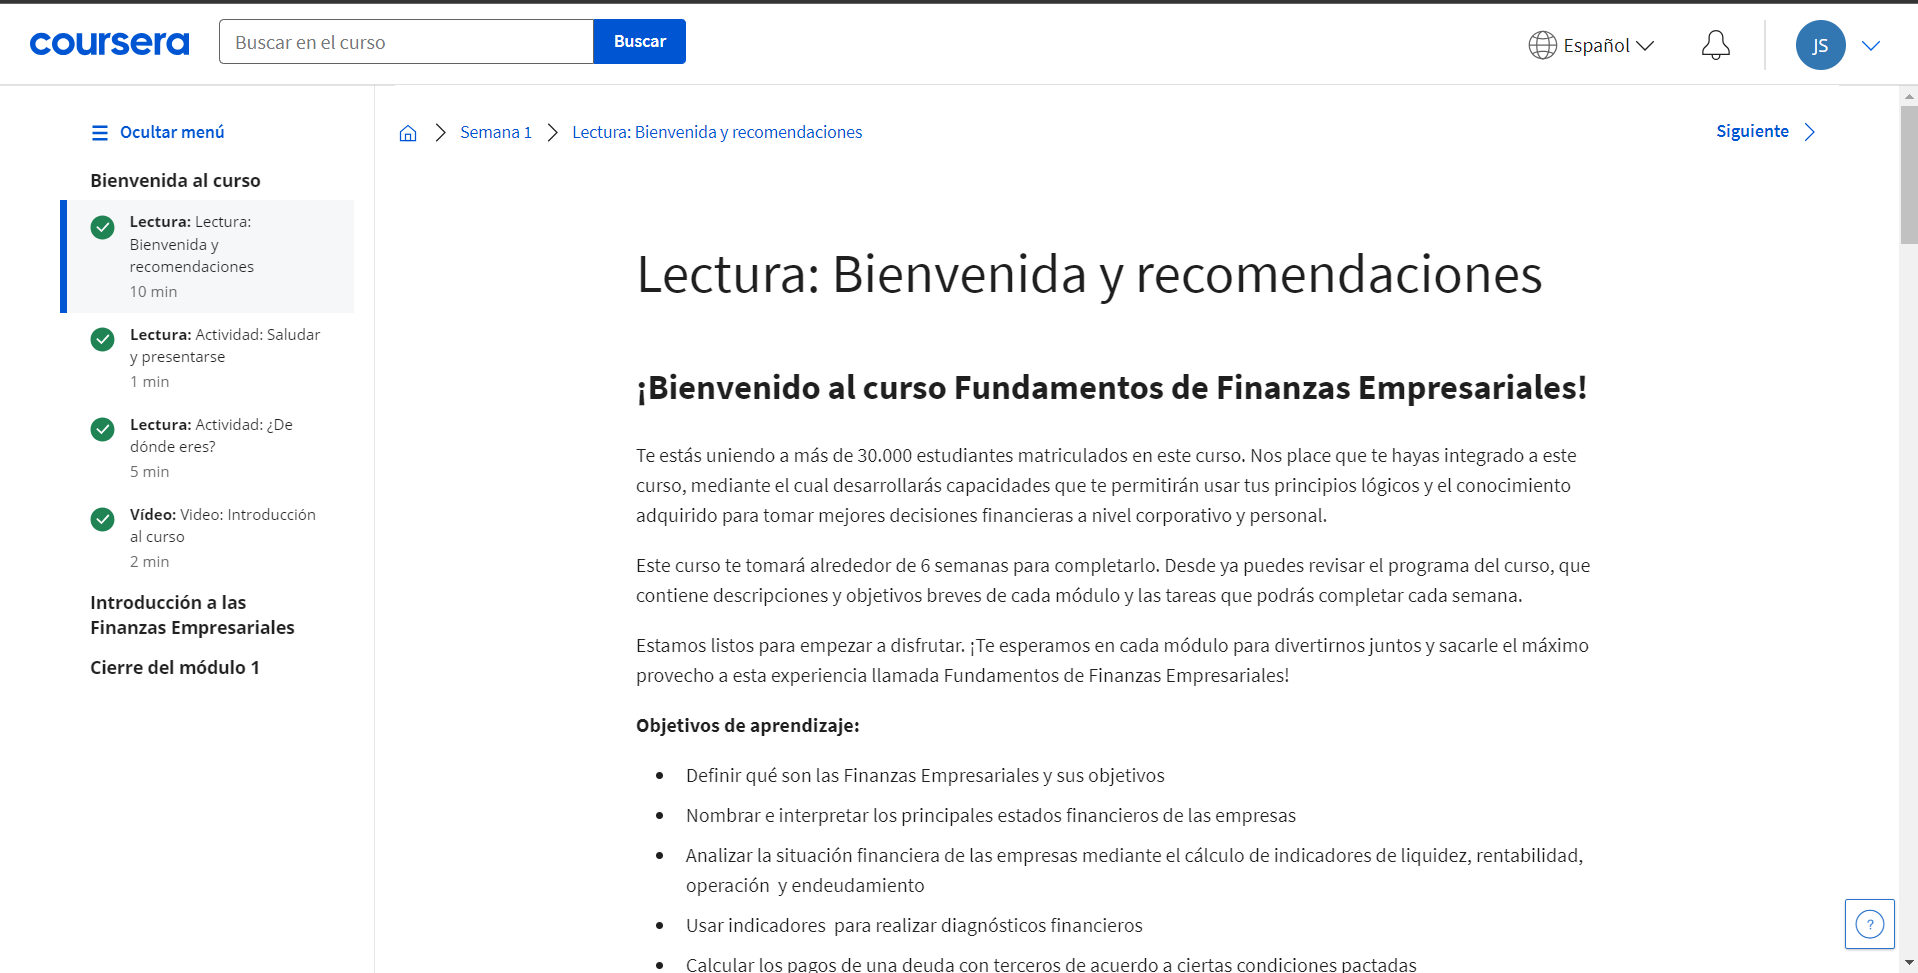 coursera
Buscar en el curso
Buscar
Español
JS
Ocultar menú
Bienvenida al curso
Lectura: Lectura:
Bienvenida y
recomendaciones
10 min
Lectura: Actividad: Saludar
y presentarse
1 min
Lectura: Actividad: ¿De
dónde eres?
5 min
Vídeo: Video: Introducción
al curso
2 min
Introducción a las
Finanzas Empresariales
Cierre del módulo 1
Semana 1
Lectura: Bienvenida y recomendaciones
Siguiente
Lectura: Bienvenida y recomendaciones
¡Bienvenido al curso Fundamentos de Finanzas Empresariales!
Te estás uniendo a más de 30.000 estudiantes matriculados en este curso. Nos place que te hayas integrado a este
curso, mediante el cual desarrollarás capacidades que te permitirán usar tus principios lógicos y el conocimiento
adquirido para tomar mejores decisiones financieras a nivel corporativo y personal.
Este curso te tomará alrededor de 6 semanas para completarlo. Desde ya puedes revisar el programa del curso, que
contiene descripciones y objetivos breves de cada módulo y las tareas que podrás completar cada semana.
Estamos listos para empezar a disfrutar. ¡Te esperamos en cada módulo para divertirnos juntos y sacarle el máximo
provecho a esta experiencia llamada Fundamentos de Finanzas Empresariales!
Objetivos de aprendizaje:
• Definir qué son las Finanzas Empresariales y sus objetivos
• Nombrar e interpretar los principales estados financieros de las empresas
• Analizar la situación financiera de las empresas mediante el cálculo de indicadores de liquidez, rentabilidad,
operación y endeudamiento
• Usar indicadores para realizar diagnósticos financieros
• Calcular los pagos de una deuda con terceros de acuerdo a ciertas condiciones pactadas
?